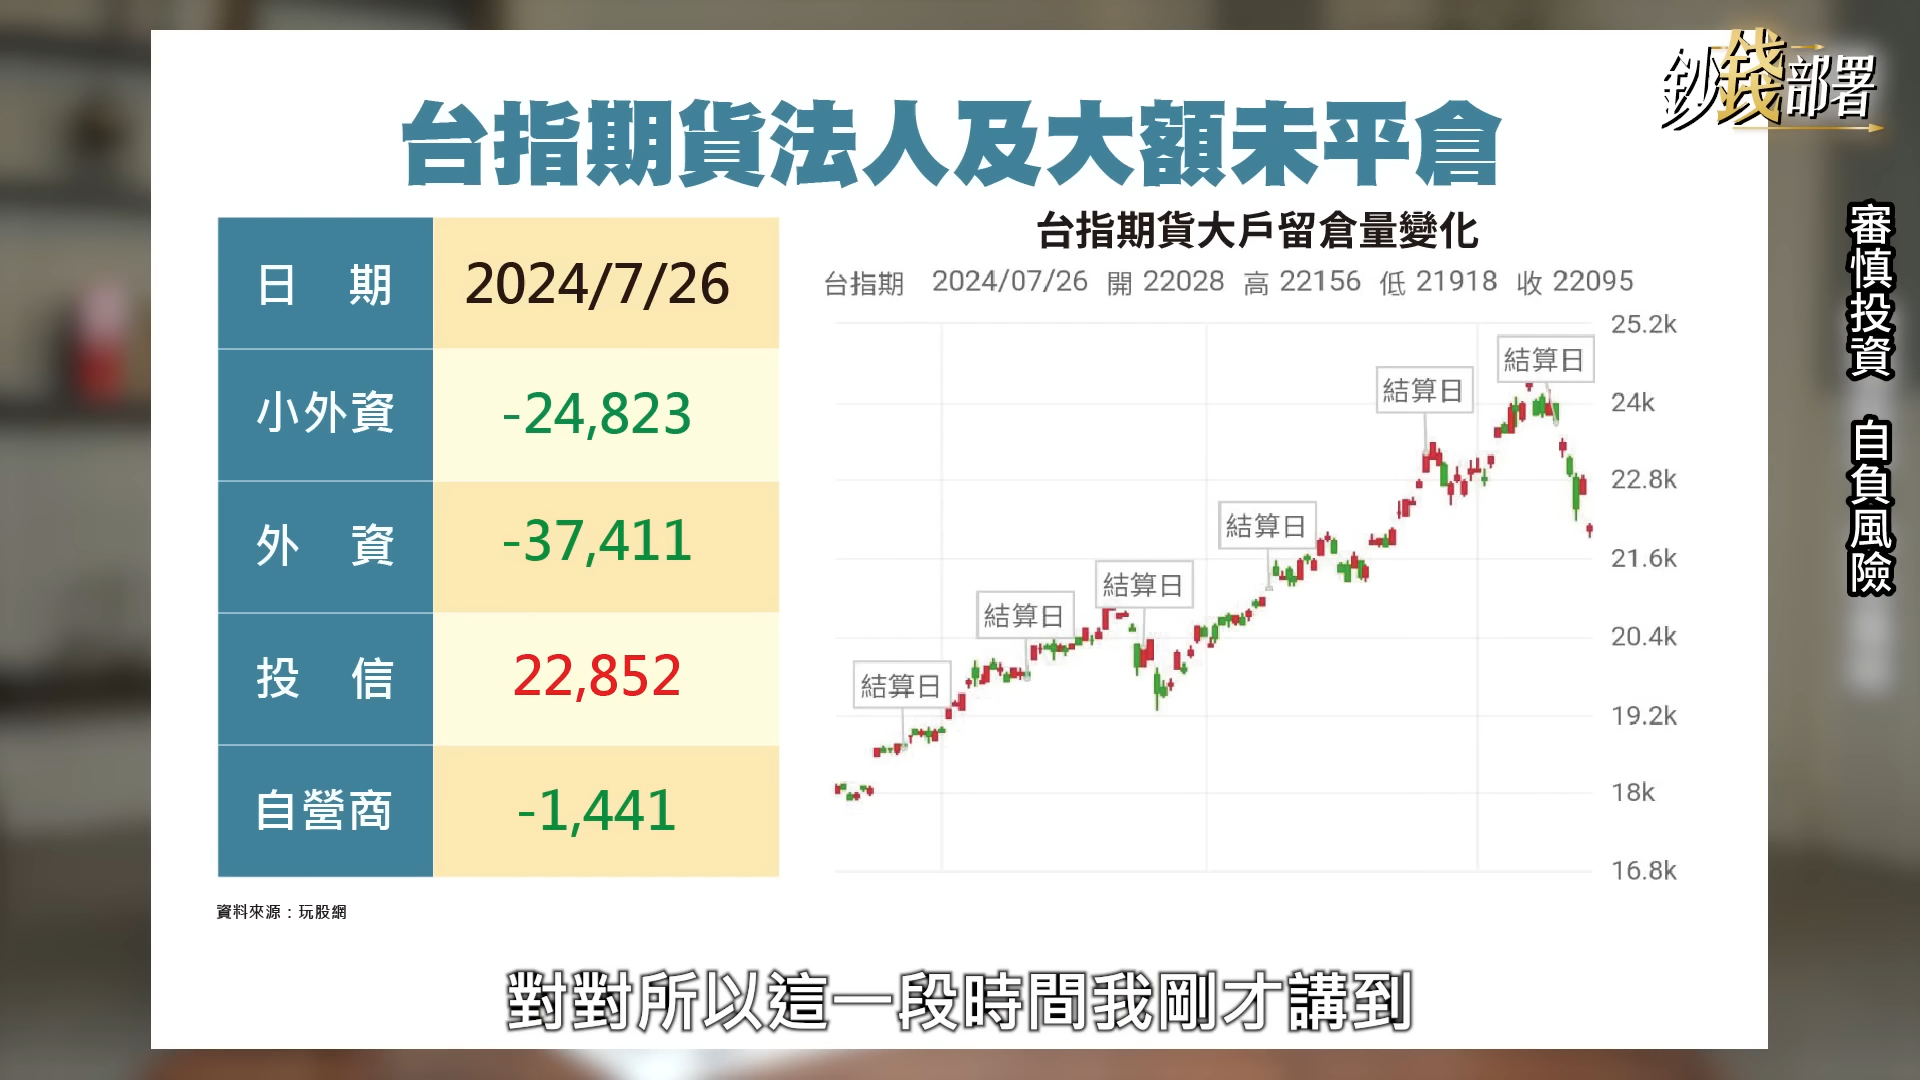 鈔錢部署
台指期貨法人及大額未平倉
日 期 2024/7/26
小外資 -24,823
外 資 -37,411
投 信 22,852
自營商 -1,441
資料來源：玩股網
台指期貨大戶留倉量變化
台指期 2024/07/26 開 22028 高 22156 低 21918 收 22095
25.2k
24k
22.8k
21.6k
20.4k
19.2k
18k
16.8k
結算日
結算日
結算日
結算日
結算日
結算日
審慎投資 自負風險
對對所以這一段時間我剛才講到